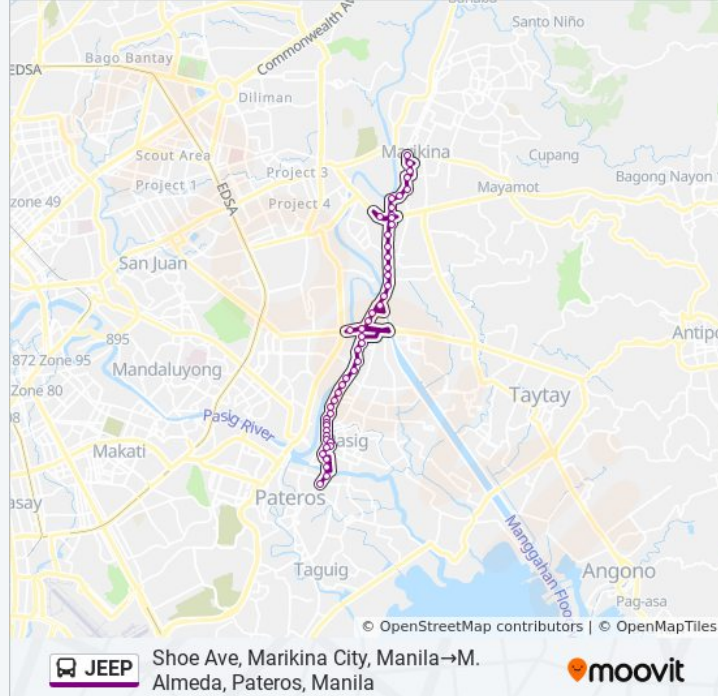 Santo Niño
Commonwealth Av
EDSA
Bago Bantay
Diliman
Marikina
Scout Area
Cupang
Project 3
Bagong Nayon
Project 1
Mayamot
EDSA
zone 49
Project 4
San Juan
895
Antipo
872 Zone 95
Mandaluyong
Zone 80
08
Taytay
Pasig River
Pasig
Makati
asay
Pateros
Manggahan Floo
Taguig
Angono
Pag-asa
© OpenStreetMap contributors | © OpenMapTiles
JEEP
Shoe Ave, Marikina City, Manila→M.
Almeda, Pateros, Manila
moovit